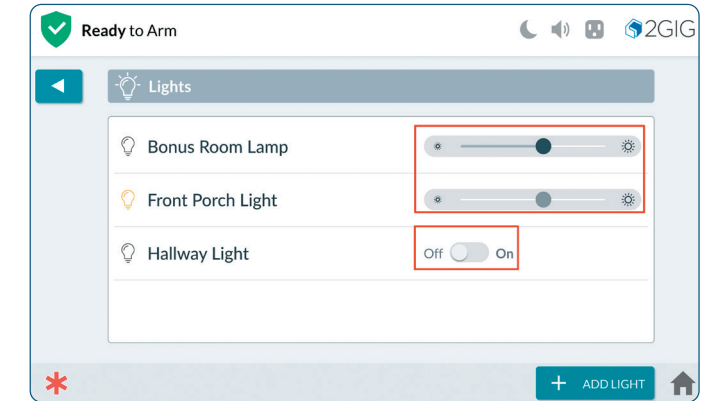 Ready to Arm
2GIG
Lights
Bonus Room Lamp
Front Porch Light
Hallway Light
Off On
+ ADD LIGHT